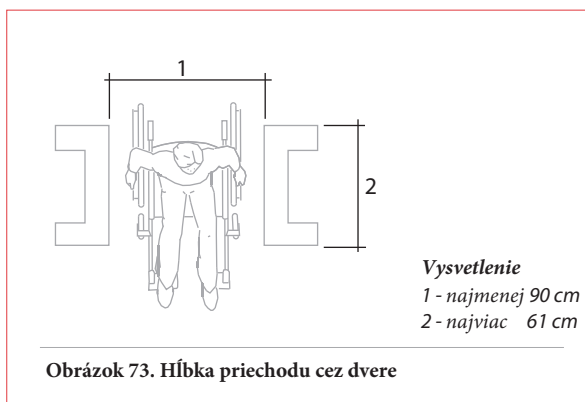 1
2
Vysvetlenie
1 - najmenej 90 cm
2 - najviac 61 cm
Obrázok 73. Hĺbka priechodu cez dvere